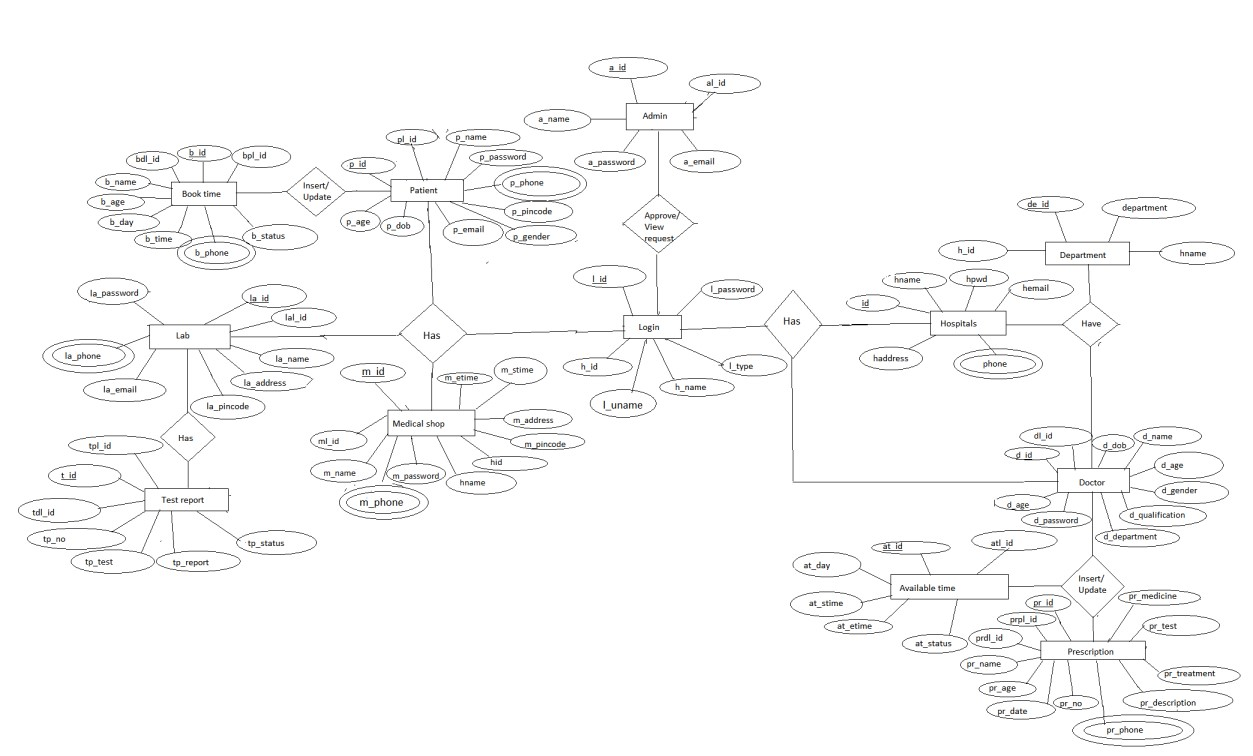 a_id
al_id
Admin
a_name
a_password
a_email
pl_id
p_name
p_id
p_password
Patient
p_phone
p_pincode
p_gender
p_email
p_dob
p_age
Insert/
Update
b_id
bdl_id
bpl_id
b_name
Book time
b_age
b_day
b_time
b_phone
b_status
Approve/
View
request
de_id
department
h_id
Department
hname
la_password
la_id
lal_id
Lab
la_phone
la_name
la_address
la_email
la_pincode
Has
l_id
l_password
Login
h_id
l_type
h_name
l_uname
Has
hname
hpwd
hemail
id
Hospitals
haddress
phone
Have
m_id
m_etime
m_stime
Medical shop
m_address
m_pincode
ml_id
hid
m_name
m_password
hname
m_phone
Has
tpl_id
t_id
Test report
tdl_id
tp_no
tp_test
tp_report
tp_status
dl_id
d_dob
d_name
d_id
d_age
Doctor
d_gender
d_age
d_password
d_qualification
d_department
at_id
atl_id
at_day
Available time
at_stime
at_etime
at_status
Insert/
Update
pr_id
pr_medicine
prpl_id
pr_test
prdl_id
Prescription
pr_name
pr_treatment
pr_age
pr_date
pr_no
pr_description
pr_phone